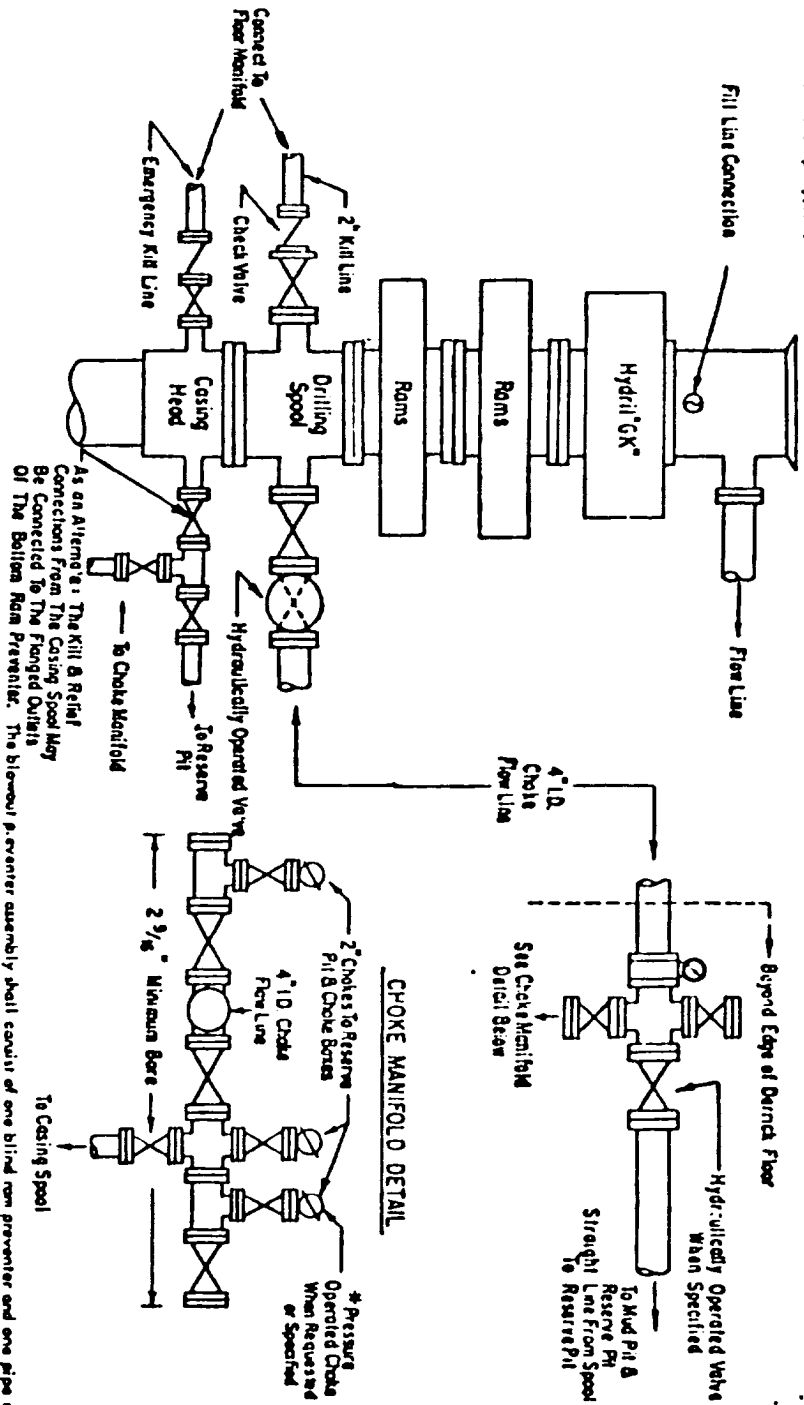 Fill Line Connection
Flow Line
Hydril "GK"
Rams
Rams
Drilling
Spool
Casing
Head
Connect To
Floor Manifold
2" Kill Line
Check Valve
Emergency Kill Line
Hydraulically Operated Valve
To Reserve
Pit
To Choke Manifold
As an Alternate: The Kill & Relief
Connections From The Casing Spool May
Be Connected To The Flanged Outlets
Of The Bottom Ram Preventer. The blowout preventer assembly shall consist of one blind ram preventer and one pipe
4" I.D.
Choke
Flow Line
Beyond Edge of Derrick Floor
See Choke Manifold
Detail Below
Hydraulically Operated Valve
When Specified
To Mud Pit &
Reserve Pit
Straight Line From Spool
To Reserve Pit
CHOKE MANIFOLD DETAIL
2" Chokes To Reserve
Pit & Choke Boxes
4" I.D. Choke
Flow Line
2 9/16" Minimum Bore
*Pressure
Operated Choke
When Requested
or Specified
To Casing Spool